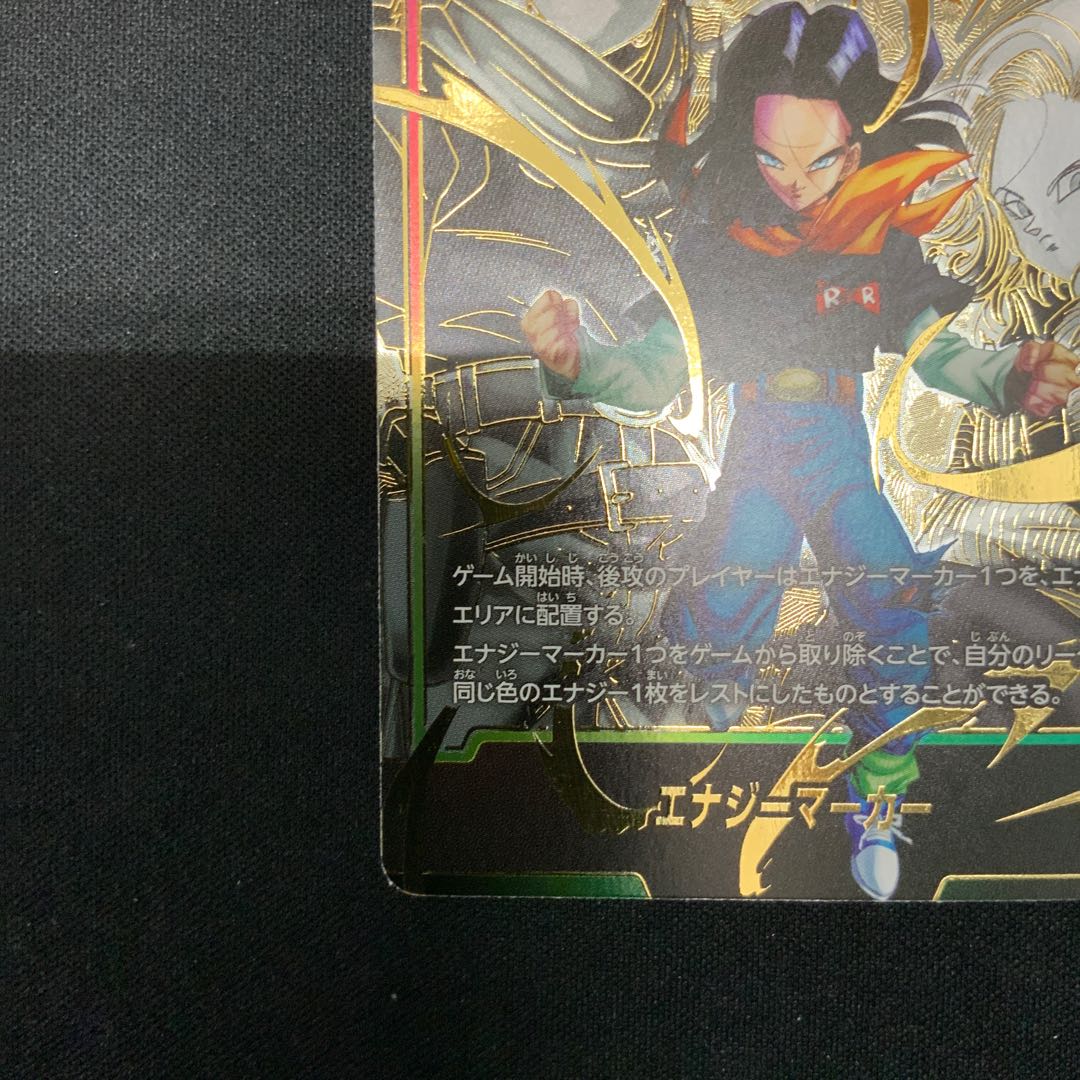 R R
ゲーム開始時、後攻のプレイヤーはエナジーマーカー1つを、エナ
エリアに配置する。
エナジーマーカー1つをゲームから取り除くことで、自分のリー
同じ色のエナジー1枚をレストにしたものとすることができる。
エナジーマーカー